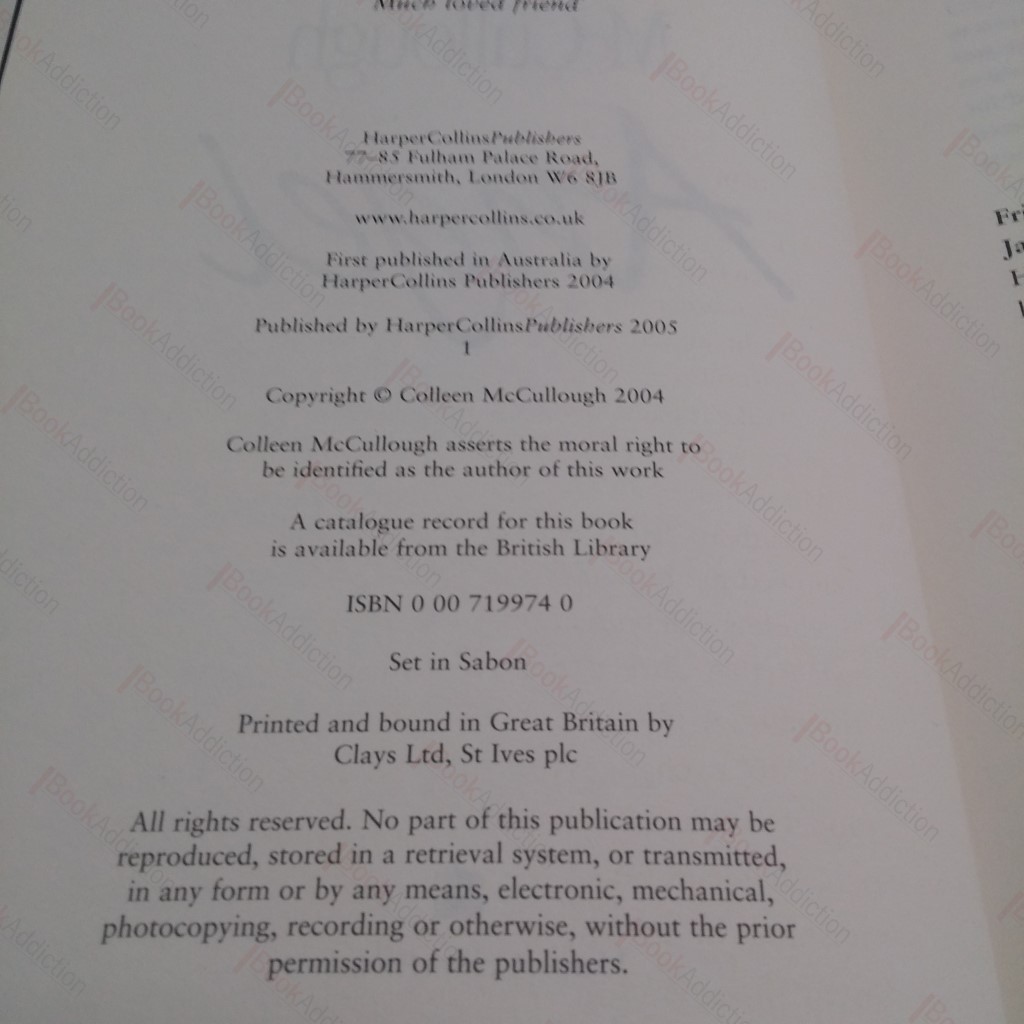 Much loved friend
HarperCollinsPublishers
77–85 Fulham Palace Road,
Hammersmith, London W6 8JB
www.harpercollins.co.uk
First published in Australia by
HarperCollins Publishers 2004
Published by HarperCollinsPublishers 2005
1
Copyright © Colleen McCullough 2004
Colleen McCullough asserts the moral right to
be identified as the author of this work
A catalogue record for this book
is available from the British Library
ISBN 0 00 719974 0
Set in Sabon
Printed and bound in Great Britain by
Clays Ltd, St Ives plc
All rights reserved. No part of this publication may be
reproduced, stored in a retrieval system, or transmitted,
in any form or by any means, electronic, mechanical,
photocopying, recording or otherwise, without the prior
permission of the publishers.
BookAddiction